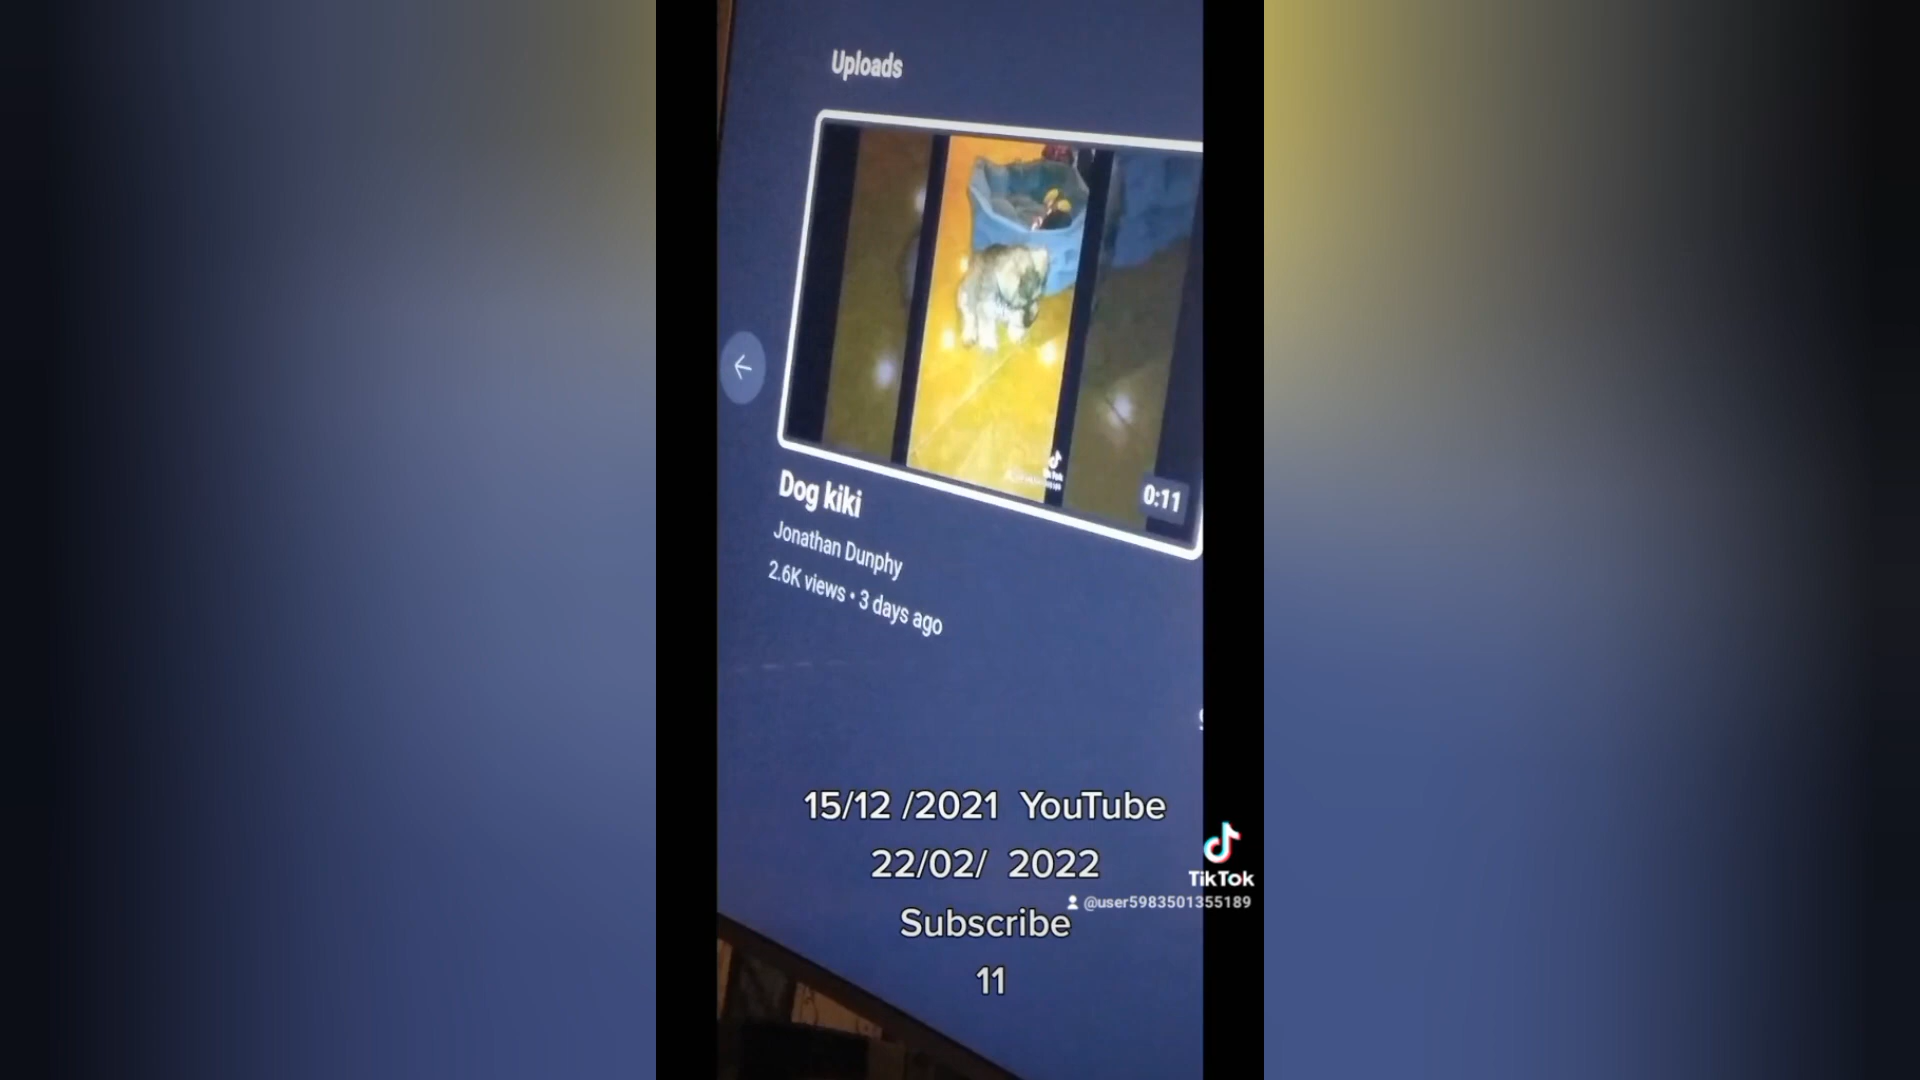 Uploads
0:11
Dog kiki
Jonathan Dunphy
2.6K views • 3 days ago
15/12 /2021 YouTube
22/02/ 2022
TikTok
@user5983501355189
Subscribe
11